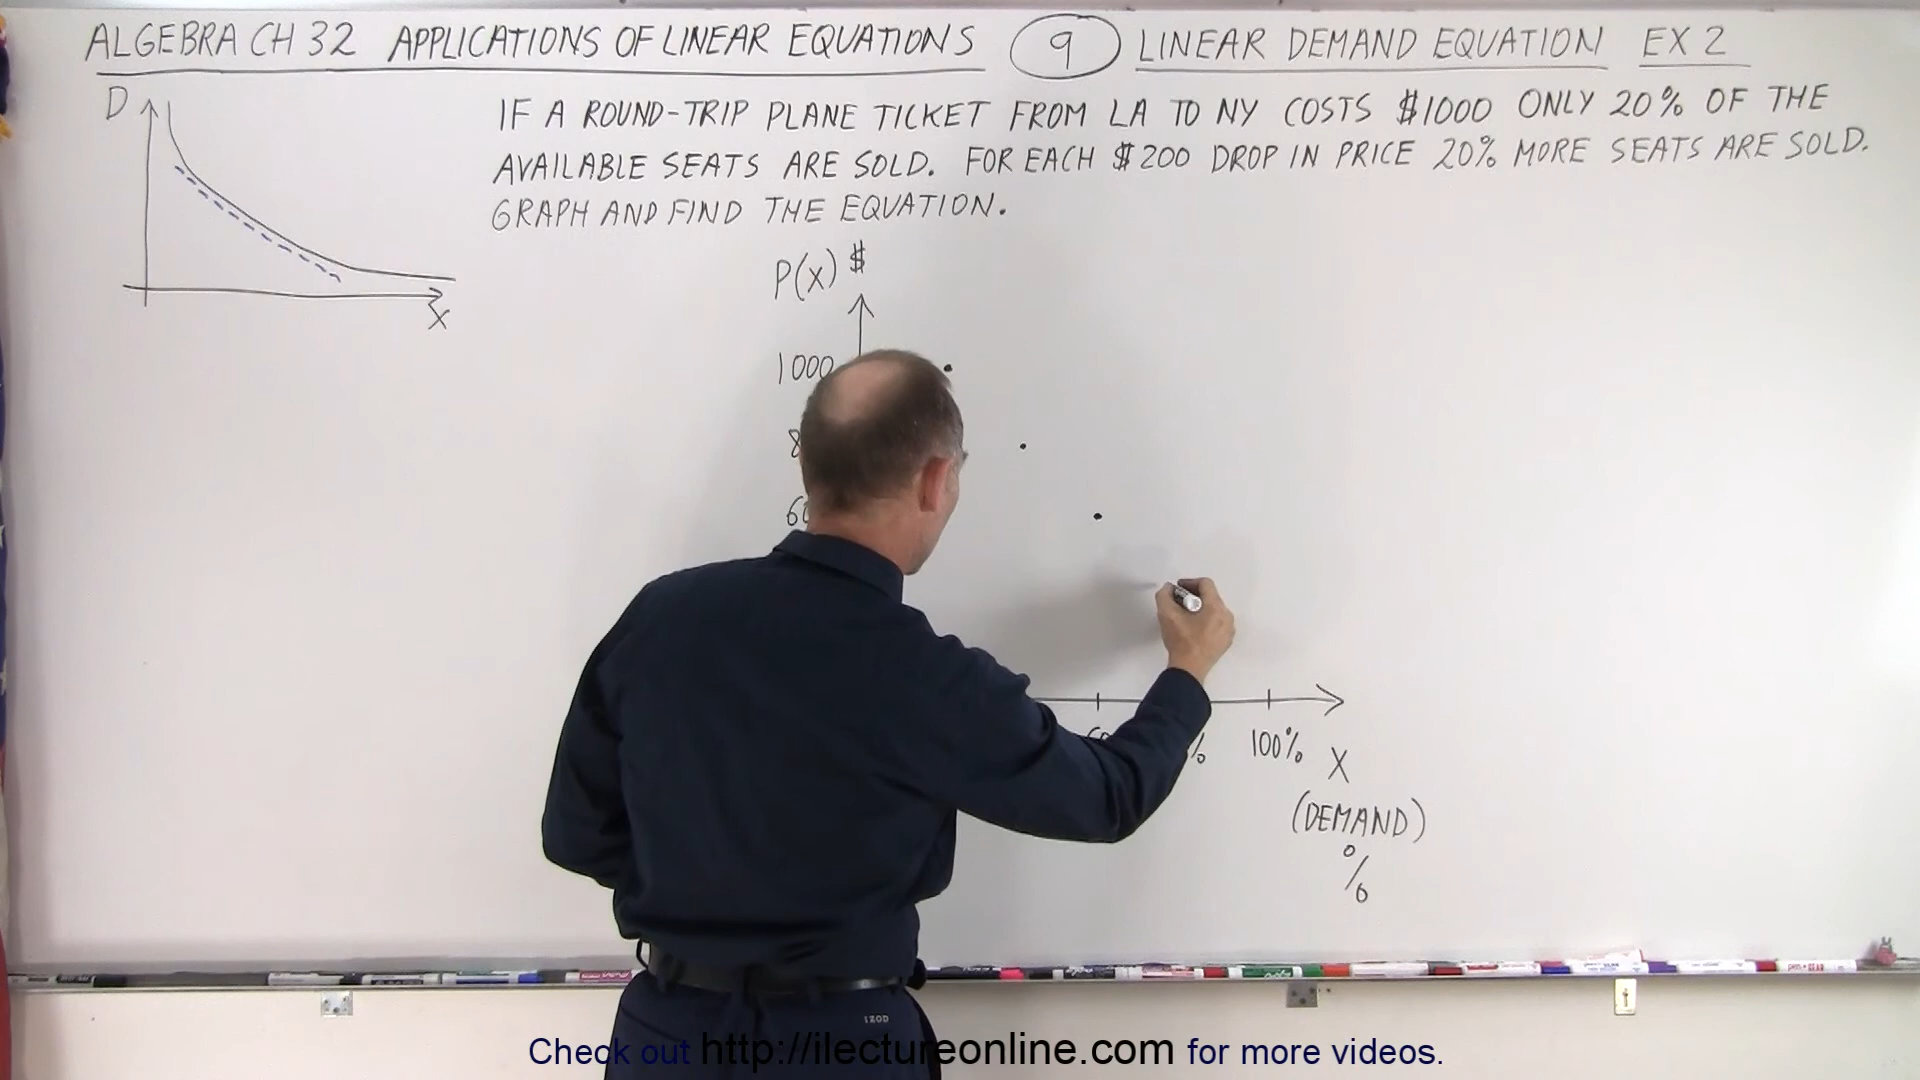 ALGEBRA CH 32 APPLICATIONS OF LINEAR EQUATIONS 9 LINEAR DEMAND EQUATION EX 2
IF A ROUND-TRIP PLANE TICKET FROM LA TO NY COSTS $1000 ONLY 20% OF THE
AVAILABLE SEATS ARE SOLD. FOR EACH $200 DROP IN PRICE 20% MORE SEATS ARE SOLD.
GRAPH AND FIND THE EQUATION.
D
X
P(x) $
1000
100% X
(DEMAND)
%
IZOD
Check out http://ilectureonline.com for more videos.